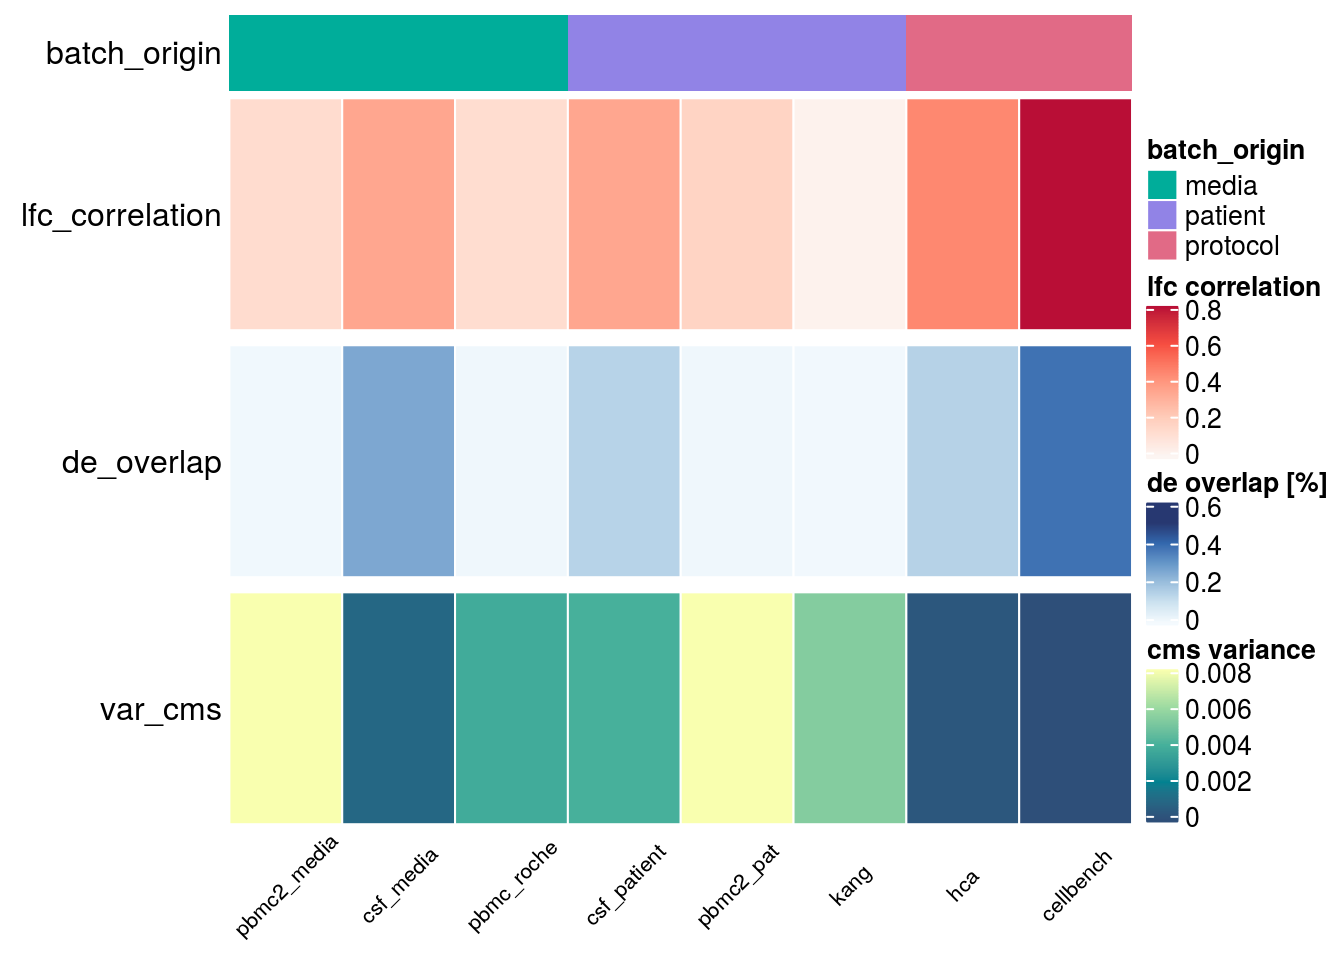 batch_origin
lfc_correlation
de_overlap
var_cms
pbmc2_media
csf_media
pbmc_roche
csf_patient
pbmc2_pat
kang
hca
cellbench
batch_origin
media
patient
protocol
lfc correlation
0.8
0.6
0.4
0.2
0
de overlap [%]
0.6
0.4
0.2
0
cms variance
0.008
0.006
0.004
0.002
0